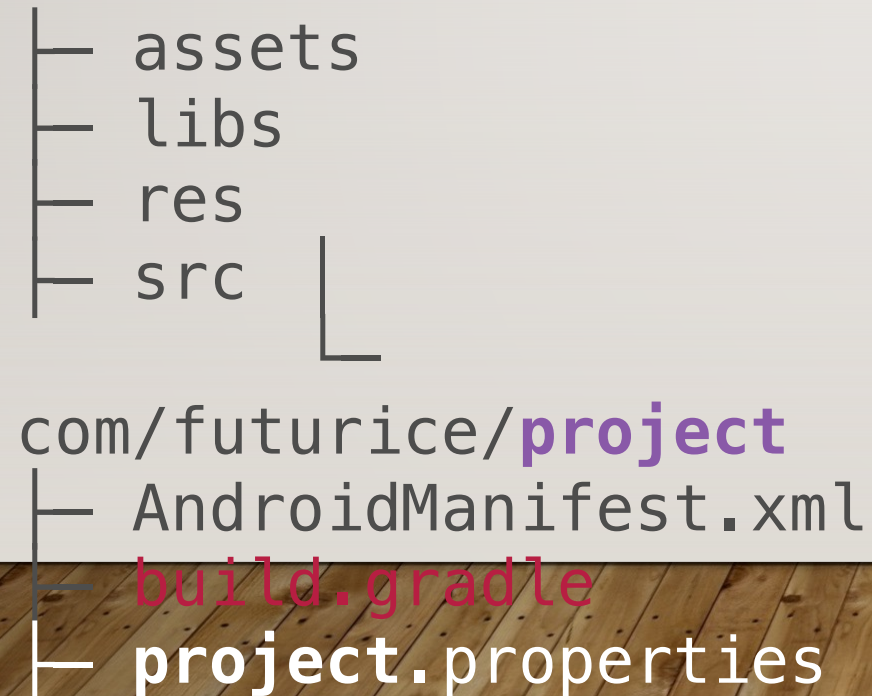 ├─ assets
├─ libs
├─ res
├─ src    │
          └─
com/futurice/project
├─ AndroidManifest.xml
├─ build.gradle
├─ project.properties